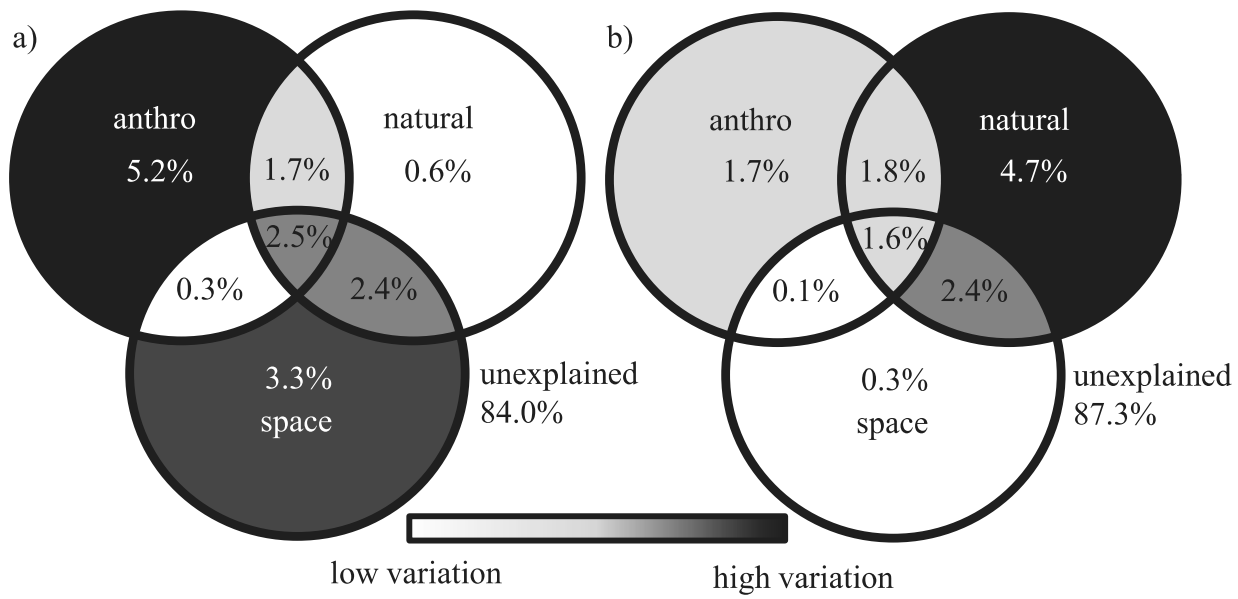 a)
anthro
5.2%
1.7%
natural
0.6%
2.5%
0.3%
2.4%
3.3%
space
unexplained
84.0%
b)
anthro
1.7%
1.8%
natural
4.7%
1.6%
0.1%
2.4%
0.3%
space
unexplained
87.3%
low variation
high variation